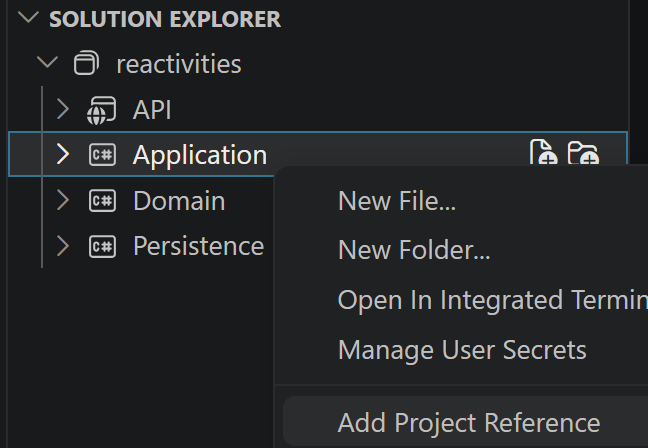 SOLUTION EXPLORER
reactivities
API
C# Application
C# Domain
C# Persistence
New File...
New Folder...
Open In Integrated Termin
Manage User Secrets
Add Project Reference